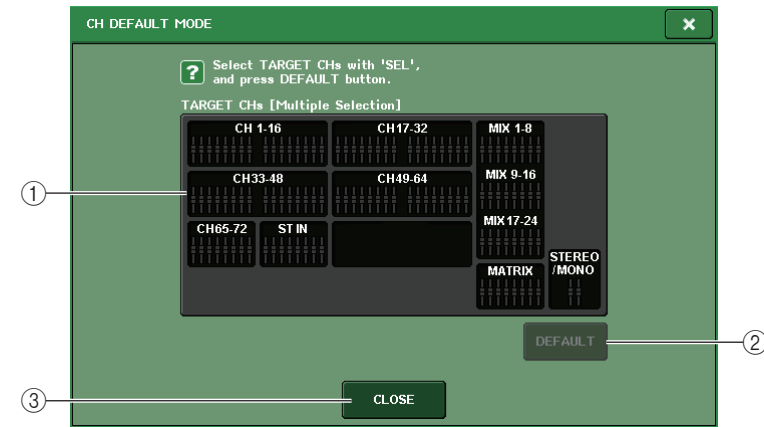 CH DEFAULT MODE
×
? Select TARGET CHs with 'SEL',
and press DEFAULT button.
TARGET CHs [Multiple Selection]
CH 1-16
CH17-32
MIX 1-8
CH33-48
CH49-64
MIX 9-16
CH65-72
ST IN
MIX17-24
MATRIX
STEREO
/MONO
DEFAULT
CLOSE
①
②
③